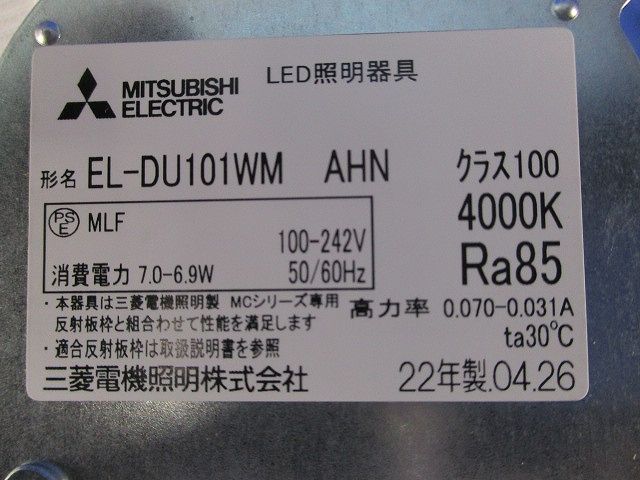 MITSUBISHI
ELECTRIC
LED照明器具
形名 EL-DU101WM AHN クラス100
PSE MLF
100-242V
消費電力 7.0-6.9W 50/60Hz
4000K
Ra85
・本器具は三菱電機照明製 MCシリーズ専用
反射板枠と組合わせて性能を満足します
・適合反射板枠は取扱説明書を参照
高力率 0.070-0.031A
ta30℃
三菱電機照明株式会社 22年製.04.26